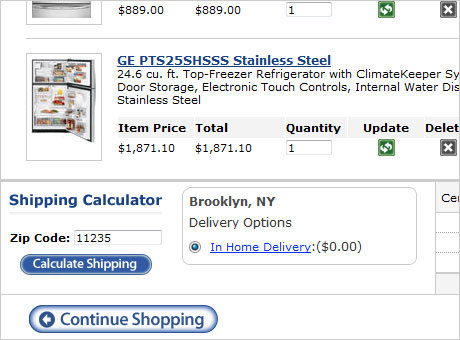 $889.00 $889.00 1
GE PTS25SHSSS Stainless Steel
24.6 cu. ft. Top-Freezer Refrigerator with ClimateKeeper Sy
Door Storage, Electronic Touch Controls, Internal Water Dis
Stainless Steel
Item Price Total Quantity Update Delet
$1,871.10 $1,871.10 1
Shipping Calculator
Zip Code: 11235
Calculate Shipping
Brooklyn, NY
Delivery Options
In Home Delivery:($0.00)
Cer
Continue Shopping